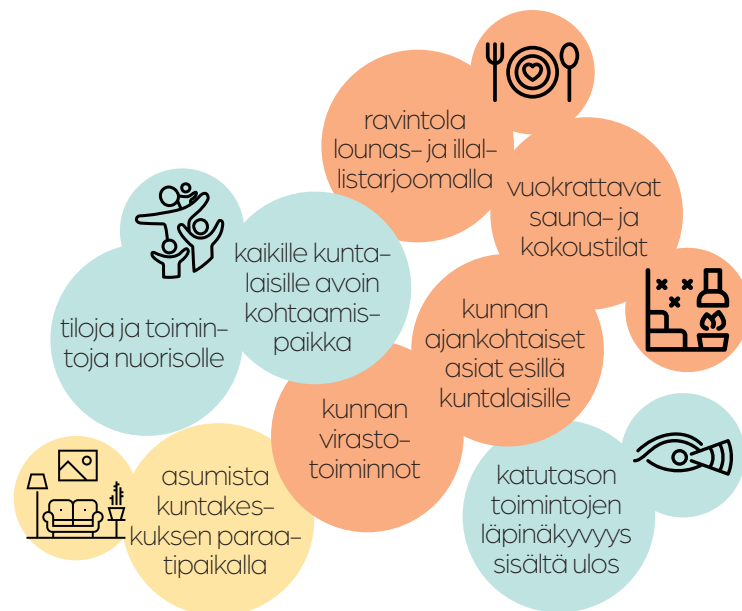 ravintola
lounas- ja illal-
listarjoomalla
vuokrattavat
sauna- ja
kokoustilat
kaikille kunta-
laisille avoin
kohtaamis-
paikka
tiloja ja toimin-
toja nuorisolle
kunnan
ajankohtaiset
asiat esillä
kuntalaisille
kunnan
virasto-
toiminnot
asumista
kuntakes-
kuksen paraa-
tipaikalla
katutason
toimintojen
läpinäkyvyys
sisältä ulos